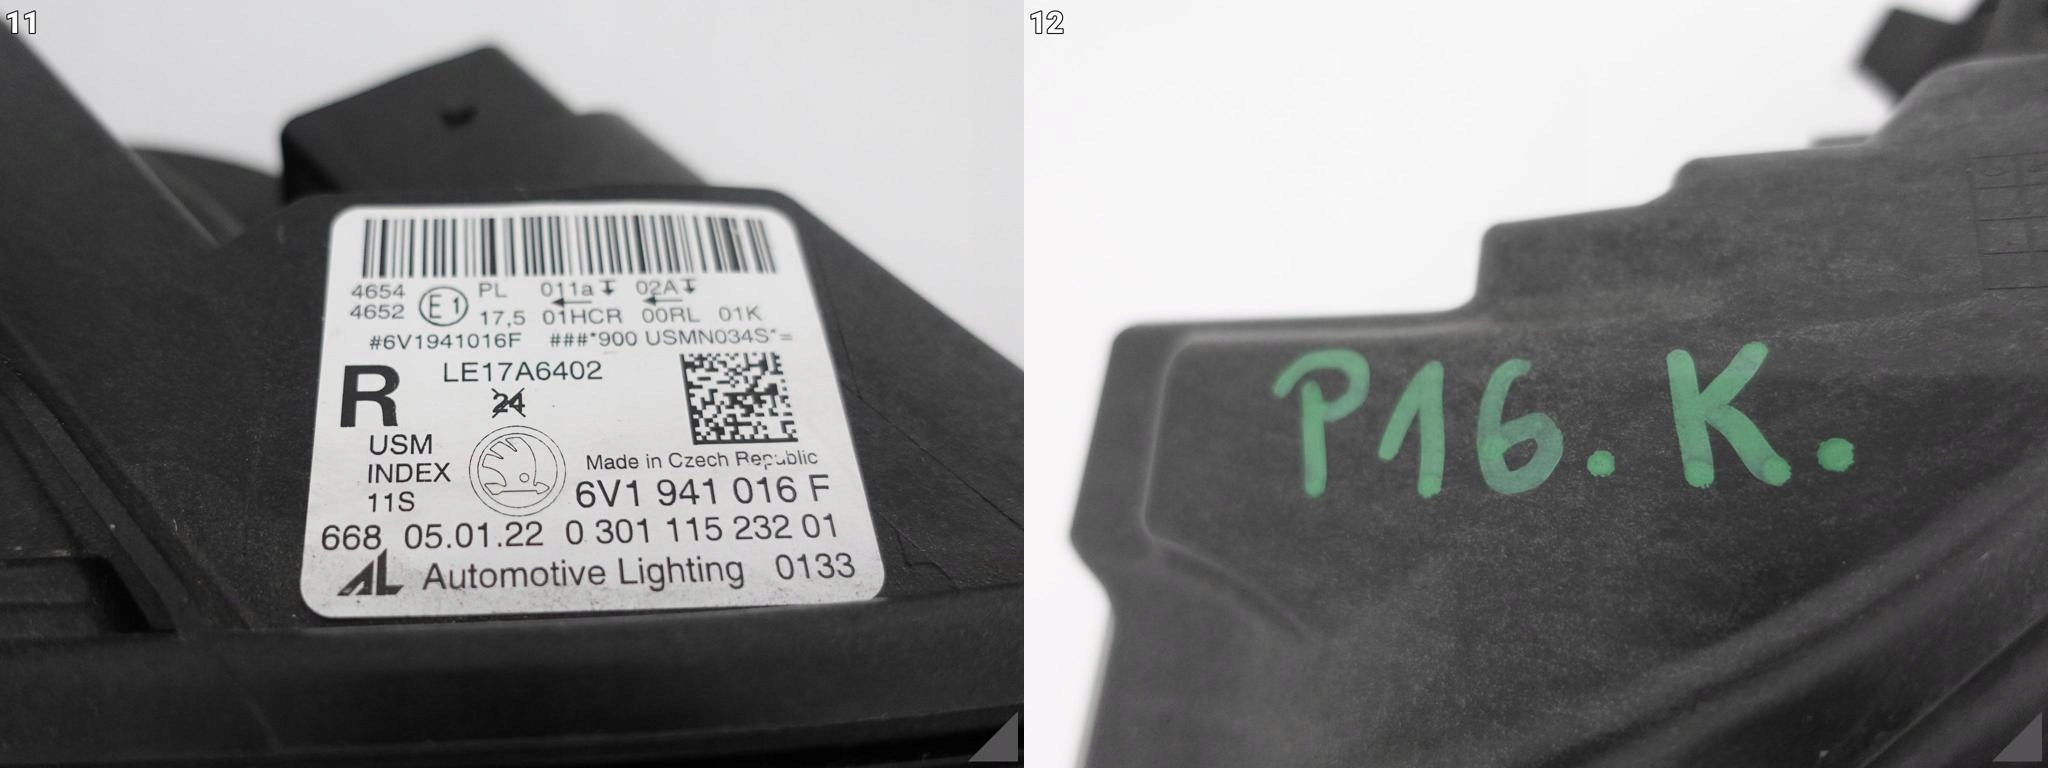 11
4654 PL 011a 02A
4652 E1 17,5 01HCR 00RL 01K
#6V1941016F ###*900 USMN034S*=
R LE17A6402
24
USM
INDEX
11S
Made in Czech Republic
6V1 941 016 F
668 05.01.22 0 301 115 232 01
AL Automotive Lighting 0133
12
P16.K.